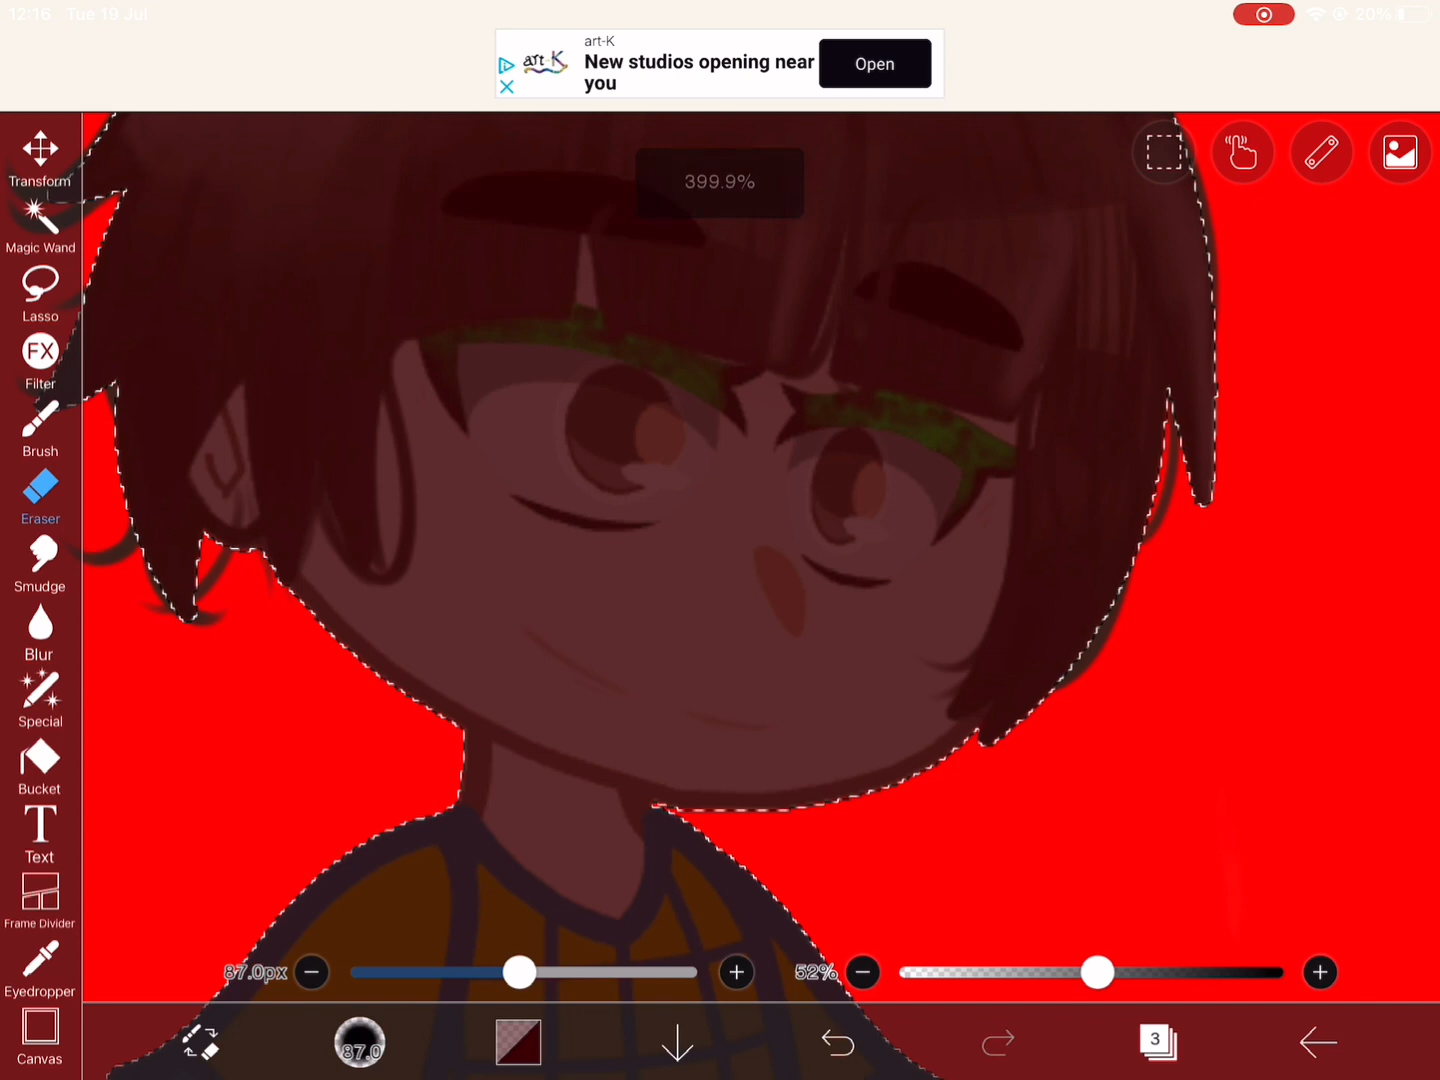 12:16 Tue 19 Jul
20%
art-K
art-K
New studios opening near
you
Open
399.9%
Transform
Magic Wand
Lasso
FX
Filter
Brush
Eraser
Smudge
Blur
Special
Bucket
T
Text
Frame Divider
Eyedropper
Canvas
87.0px
52%
87.0
3